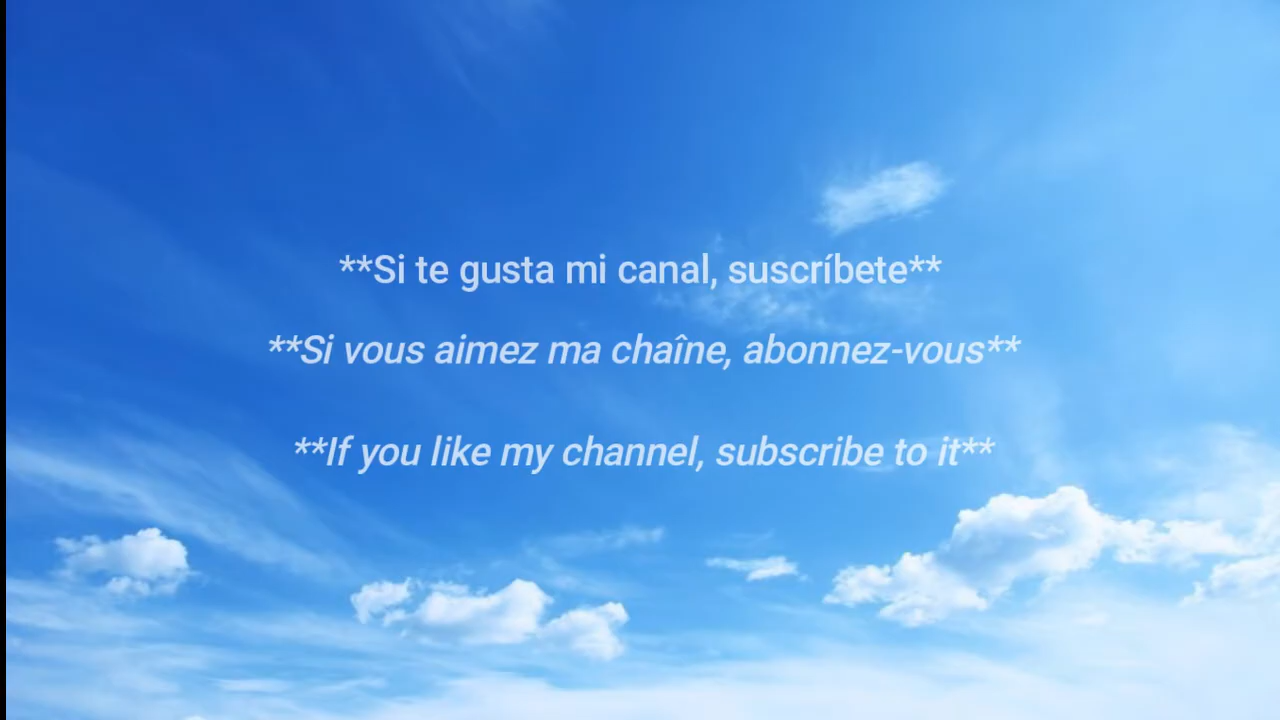 **Si te gusta mi canal, suscríbete**
**Si vous aimez ma chaîne, abonnez-vous**
**If you like my channel, subscribe to it**